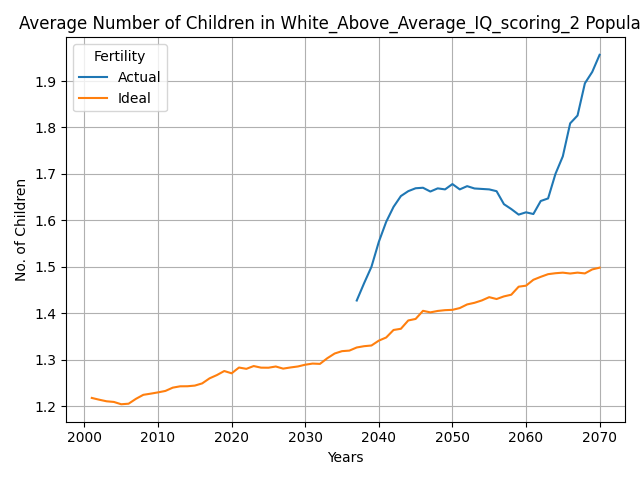 Average Number of Children in White_Above_Average_IQ_scoring_2 Popula
Fertility
Actual
Ideal
No. of Children
1.9
1.8
1.7
1.6
1.5
1.4
1.3
1.2
2000 2010 2020 2030 2040 2050 2060 2070
Years